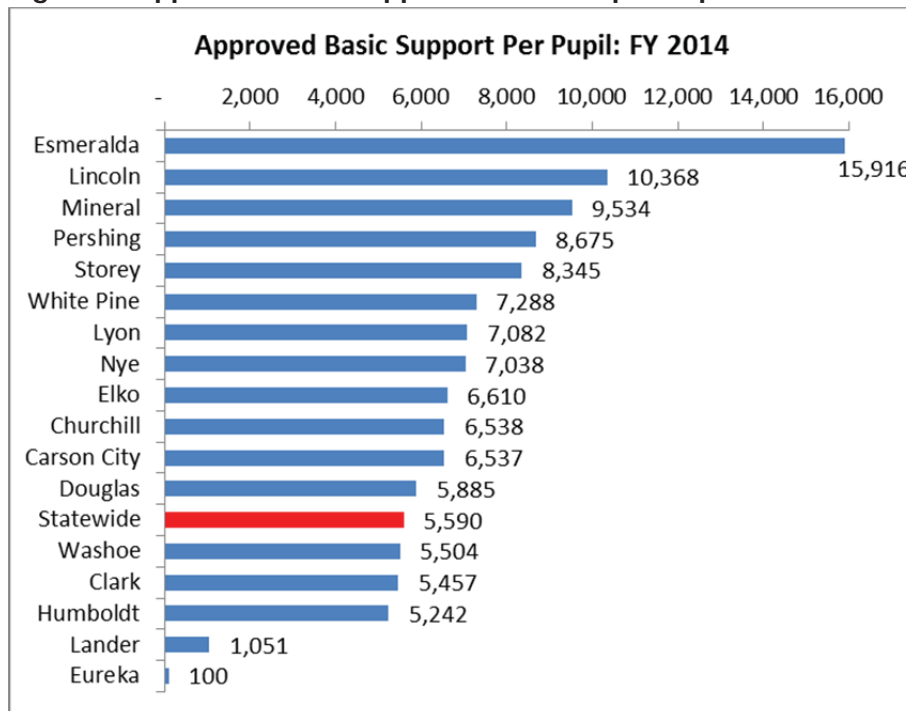 Approved Basic Support Per Pupil: FY 2014
- 2,000 4,000 6,000 8,000 10,000 12,000 14,000 16,000
Esmeralda 15,916
Lincoln 10,368
Mineral 9,534
Pershing 8,675
Storey 8,345
White Pine 7,288
Lyon 7,082
Nye 7,038
Elko 6,610
Churchill 6,538
Carson City 6,537
Douglas 5,885
Statewide 5,590
Washoe 5,504
Clark 5,457
Humboldt 5,242
Lander 1,051
Eureka 100